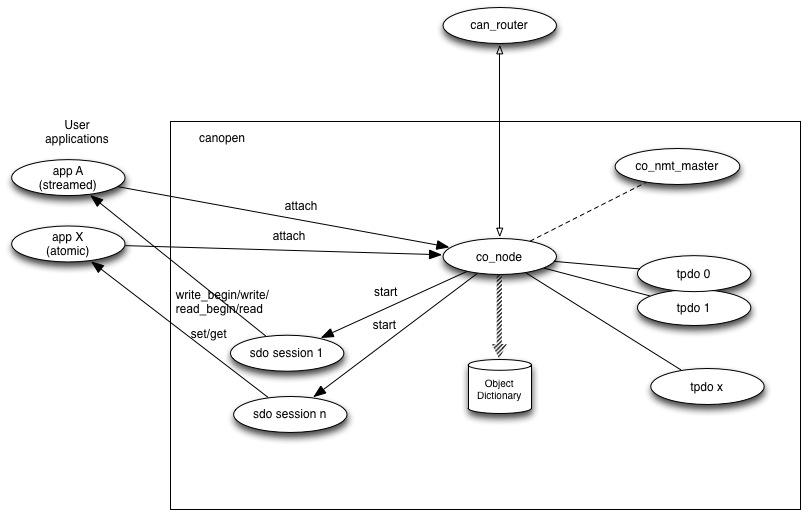 can_router
User
applications
canopen
app A
(streamed)
co_nmt_master
attach
app X
(atomic)
attach
co_node
tpdo 0
write_begin/write/
read_begin/read
start
tpdo 1
start
set/get
sdo session 1
Object
Dictionary
tpdo x
sdo session n